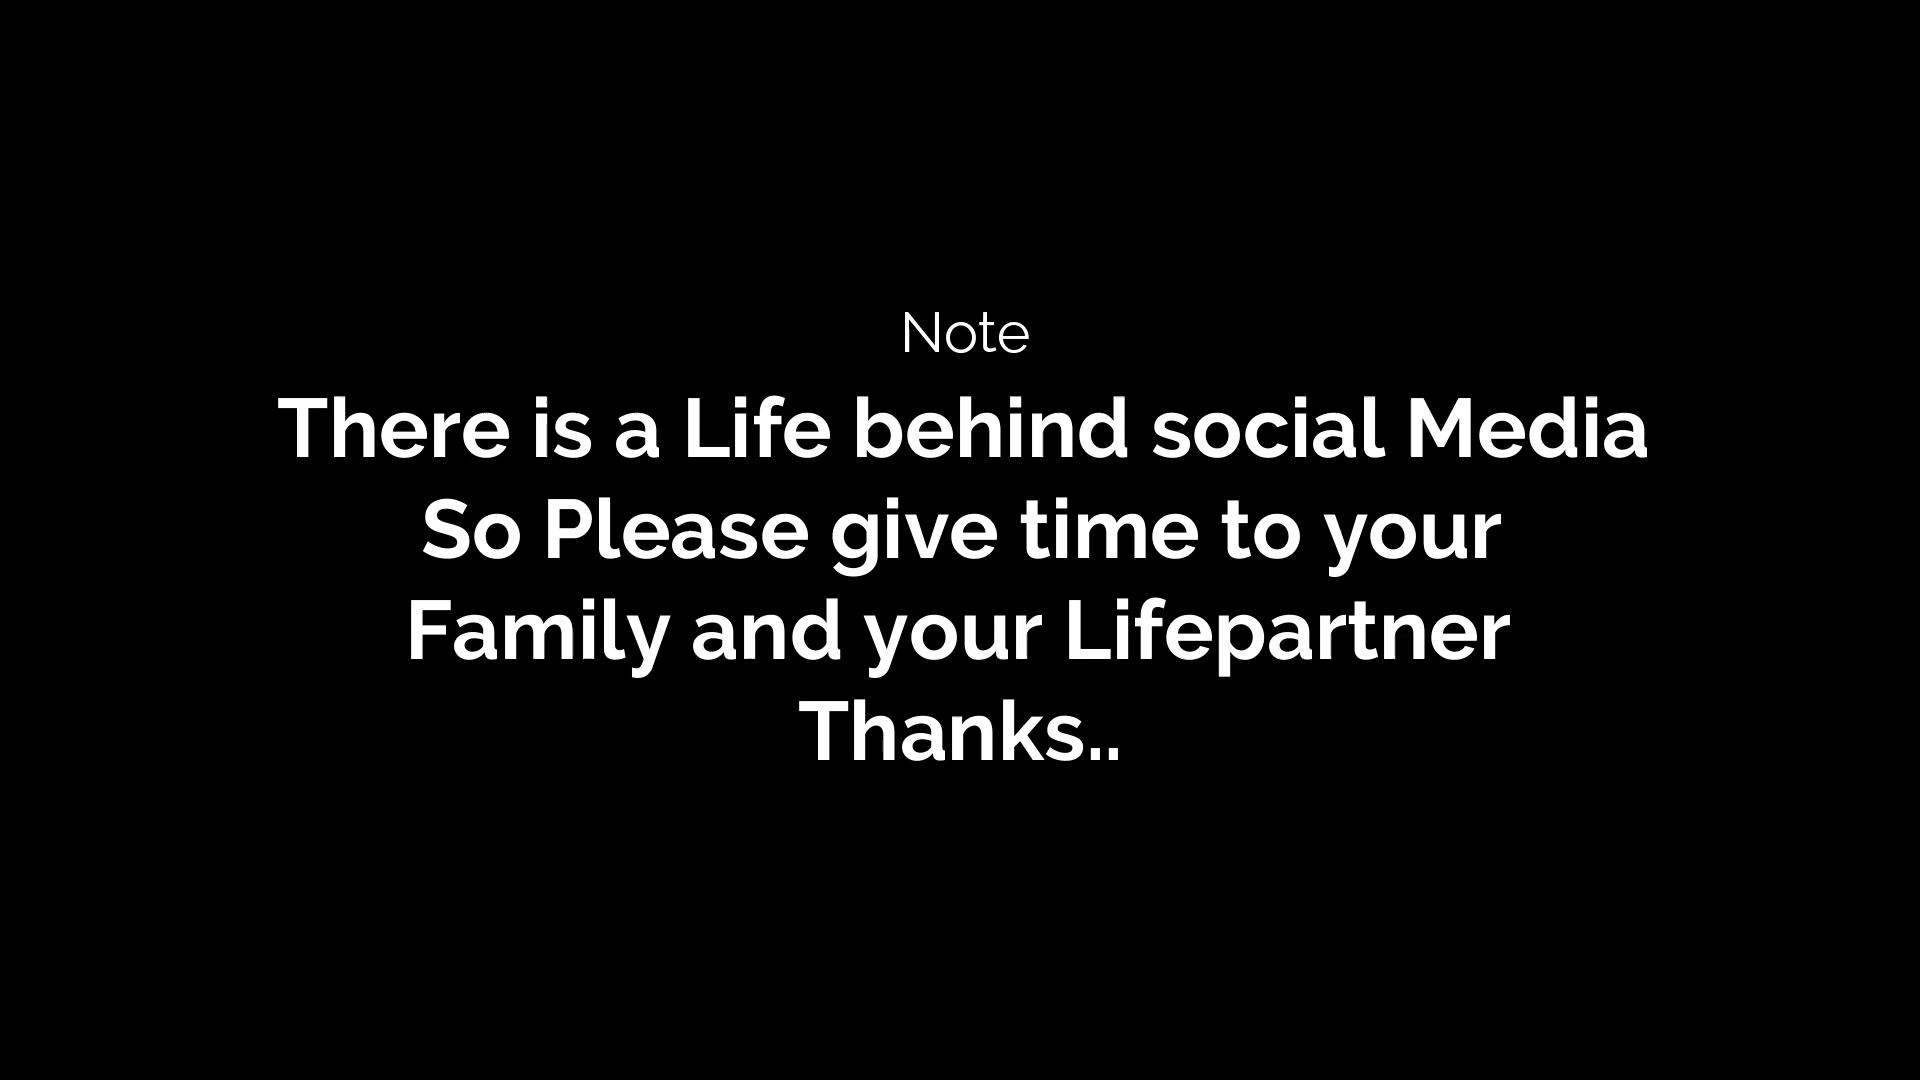 Note
There is a Life behind social Media
So Please give time to your
Family and your Lifepartner
Thanks..